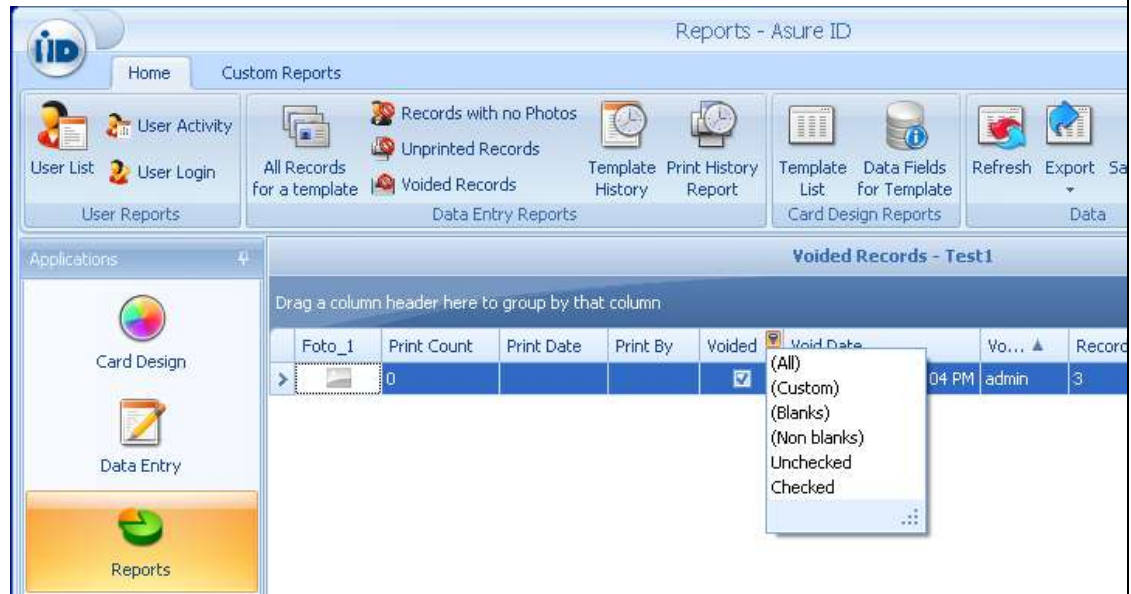 Reports - Asure ID
iID
Home Custom Reports
User List
User Activity
User Login
User Reports
All Records
for a template
Records with no Photos
Unprinted Records
Voided Records
Template
History
Print History
Report
Data Entry Reports
Template
List
Data Fields
for Template
Card Design Reports
Refresh
Export
Sa
Data
Applications
Card Design
Data Entry
Reports
Voided Records - Test1
Drag a column header here to group by that column
Foto_1 Print Count Print Date Print By Voided Void Date Vo... Record
0 04 PM admin 3
(All)
(Custom)
(Blanks)
(Non blanks)
Unchecked
Checked